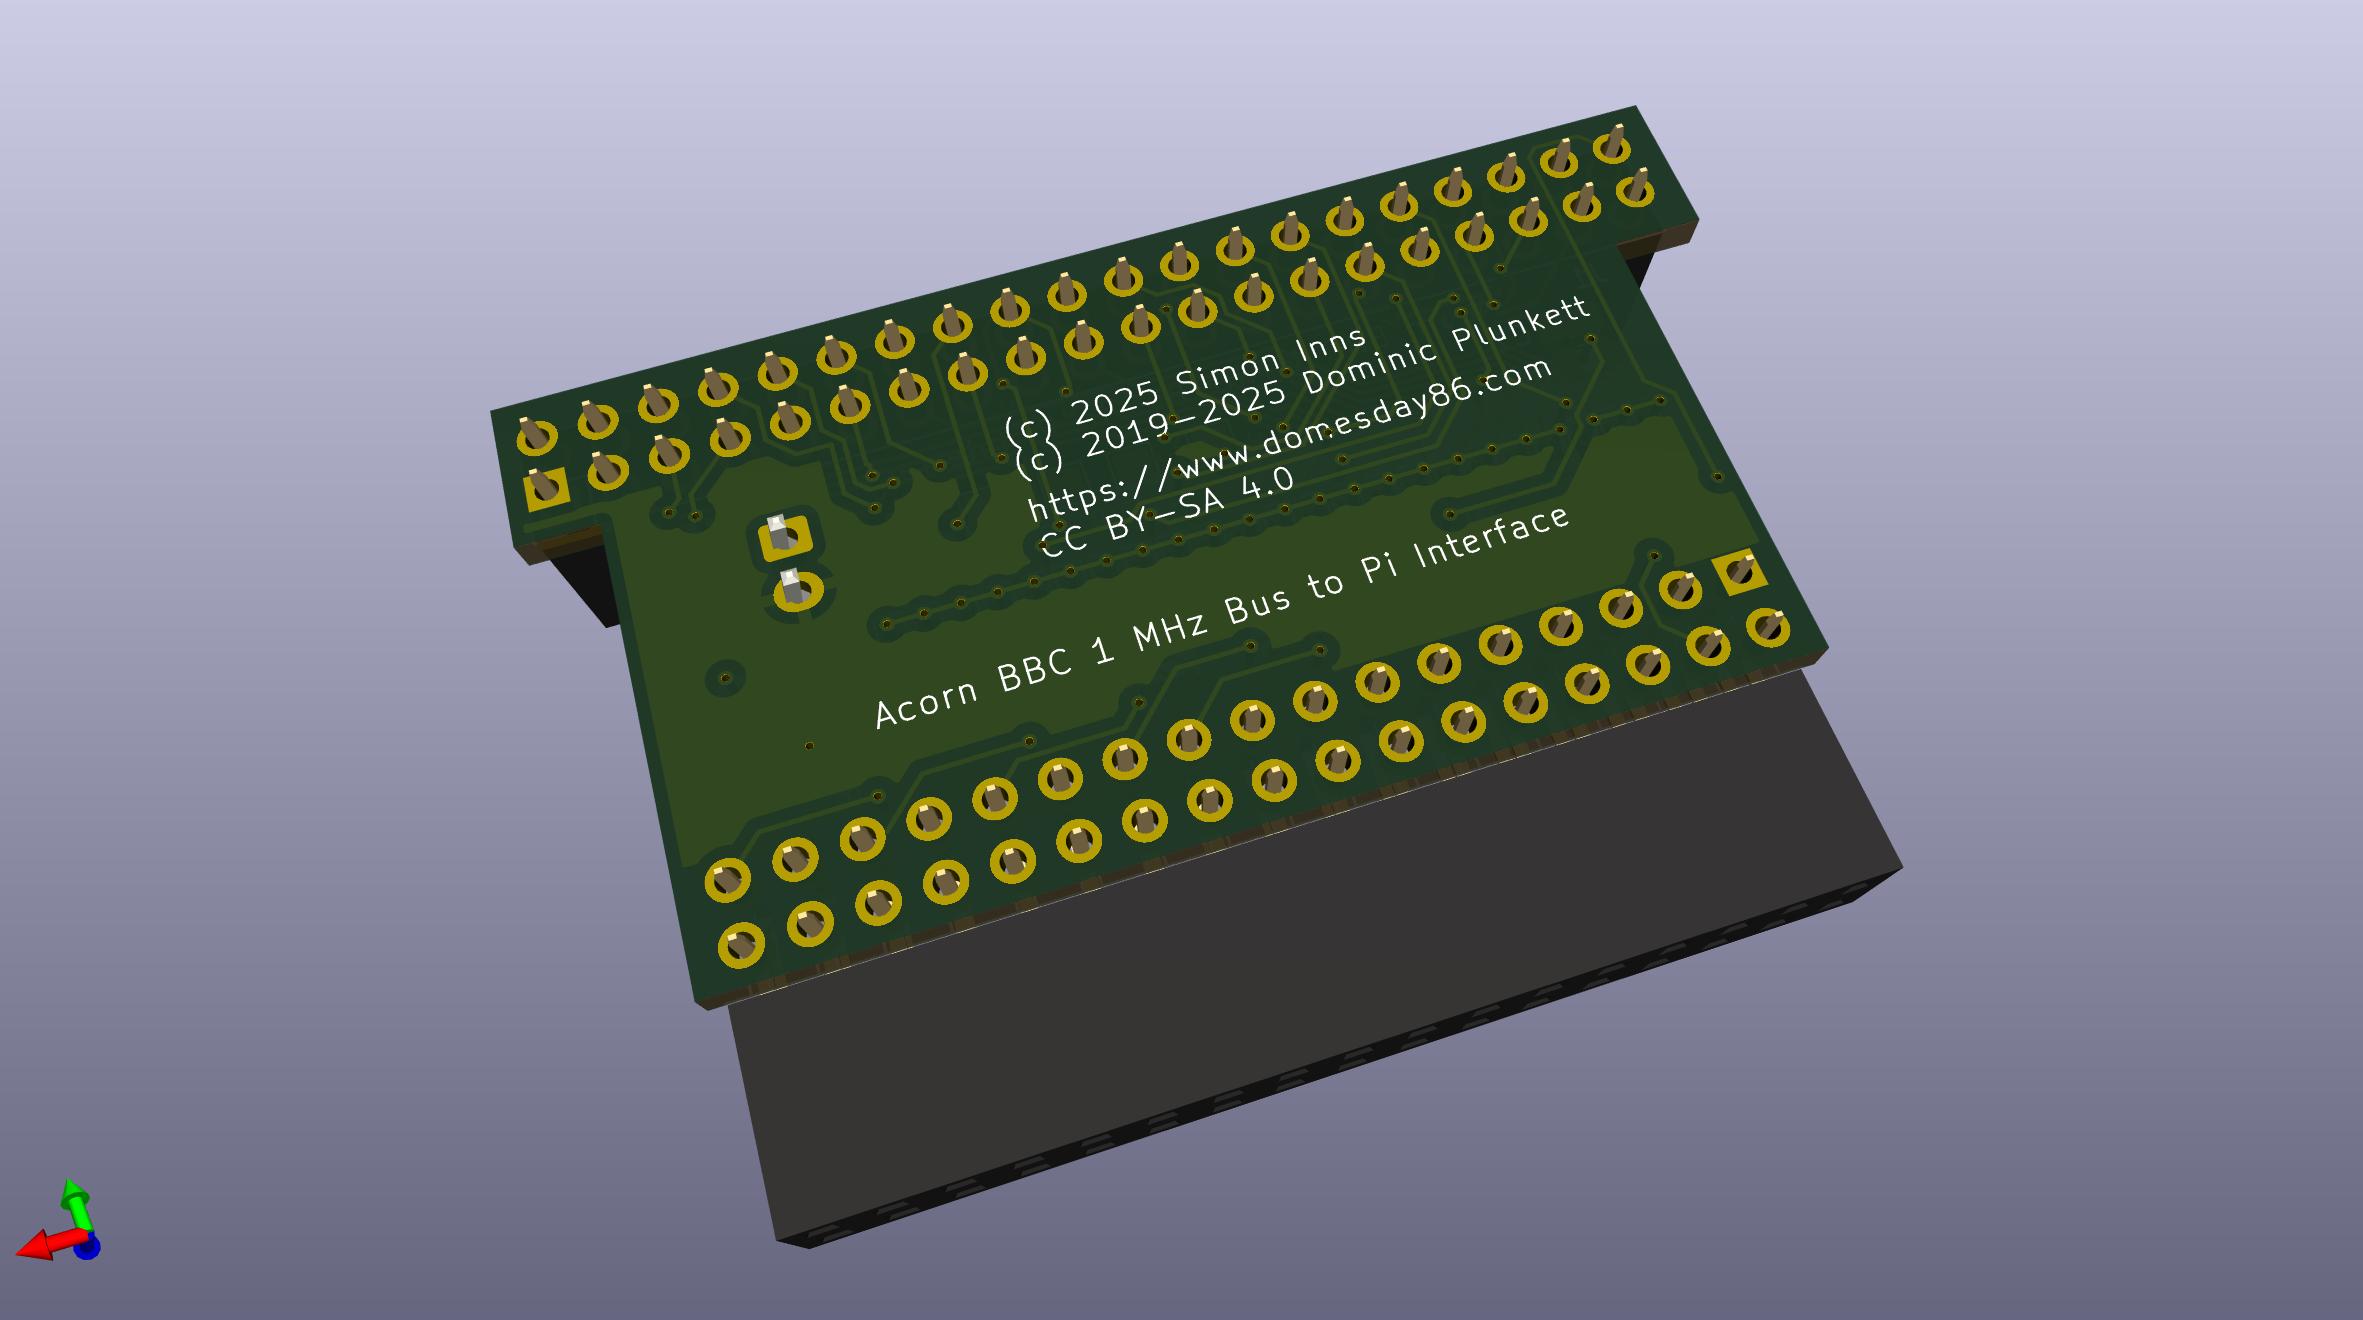 (c) 2025 Simon Inns
(c) 2019-2025 Dominic Plunkett
https://www.domesday86.com
CC BY-SA 4.0
Acorn BBC 1 MHz Bus to Pi Interface